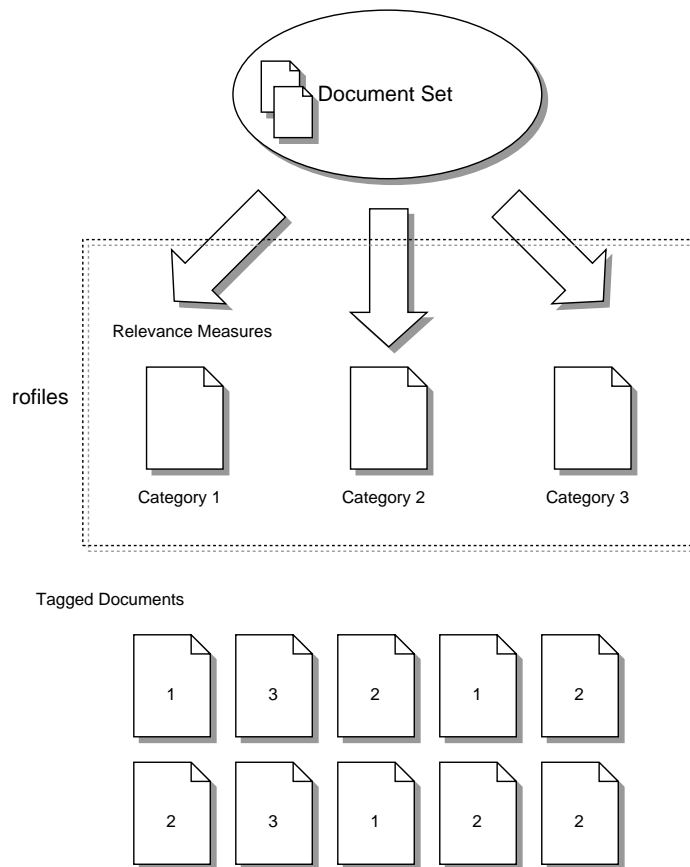 Document Set
Relevance Measures
rofiles
Category 1 Category 2 Category 3
Tagged Documents
1 3 2 1 2
2 3 1 2 2